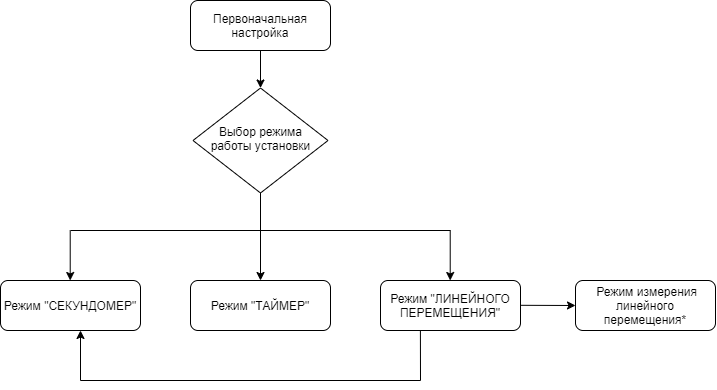 Первоначальная
настройка
Выбор режима
работы установки
Режим "СЕКУНДОМЕР"
Режим "ТАЙМЕР"
Режим "ЛИНЕЙНОГО
ПЕРЕМЕЩЕНИЯ"
Режим измерения
линейного
перемещения*